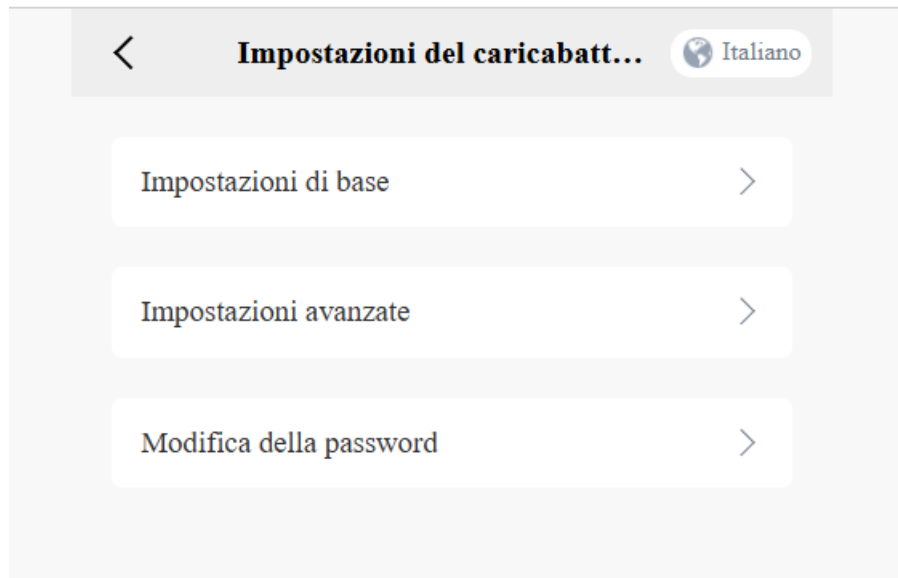 Impostazioni del caricabatt...
Italiano
Impostazioni di base
Impostazioni avanzate
Modifica della password